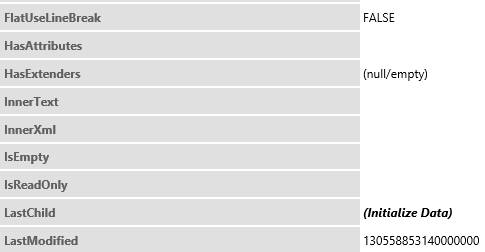 FlatUseLineBreak FALSE
HasAttributes
HasExtenders (null/empty)
InnerText
InnerXml
IsEmpty
IsReadOnly
LastChild (Initialize Data)
LastModified 130558853140000000